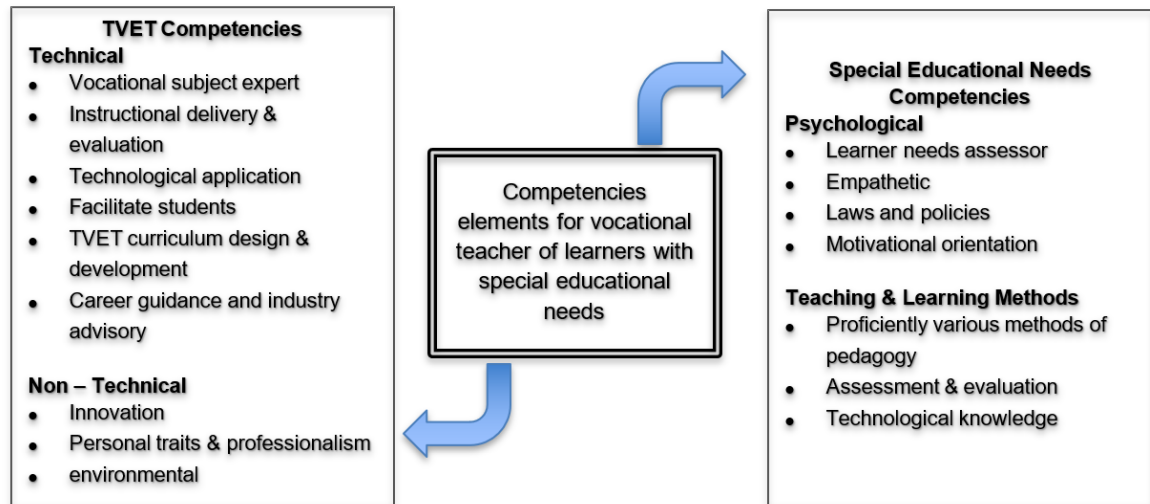 TVET Competencies
Technical
● Vocational subject expert
● Instructional delivery &
evaluation
● Technological application
● Facilitate students
● TVET curriculum design &
development
● Career guidance and industry
advisory
Non – Technical
● Innovation
● Personal traits & professionalism
● environmental
Competencies
elements for vocational
teacher of learners with
special educational
needs
Special Educational Needs
Competencies
Psychological
● Learner needs assessor
● Empathetic
● Laws and policies
● Motivational orientation
Teaching & Learning Methods
● Proficiently various methods of
pedagogy
● Assessment & evaluation
● Technological knowledge